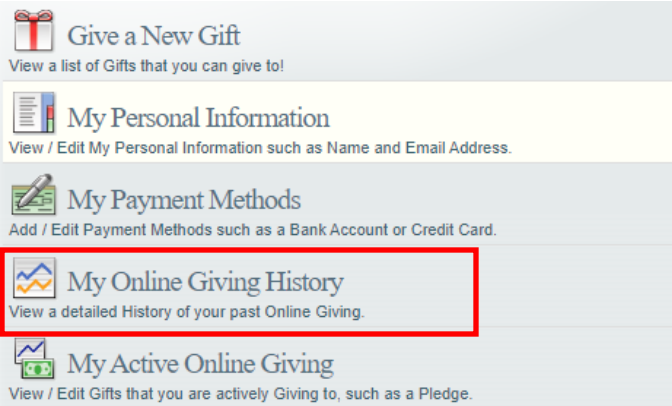 Give a New Gift
View a list of Gifts that you can give to!
My Personal Information
View / Edit My Personal Information such as Name and Email Address.
My Payment Methods
Add / Edit Payment Methods such as a Bank Account or Credit Card.
My Online Giving History
View a detailed History of your past Online Giving.
My Active Online Giving
View / Edit Gifts that you are actively Giving to, such as a Pledge.